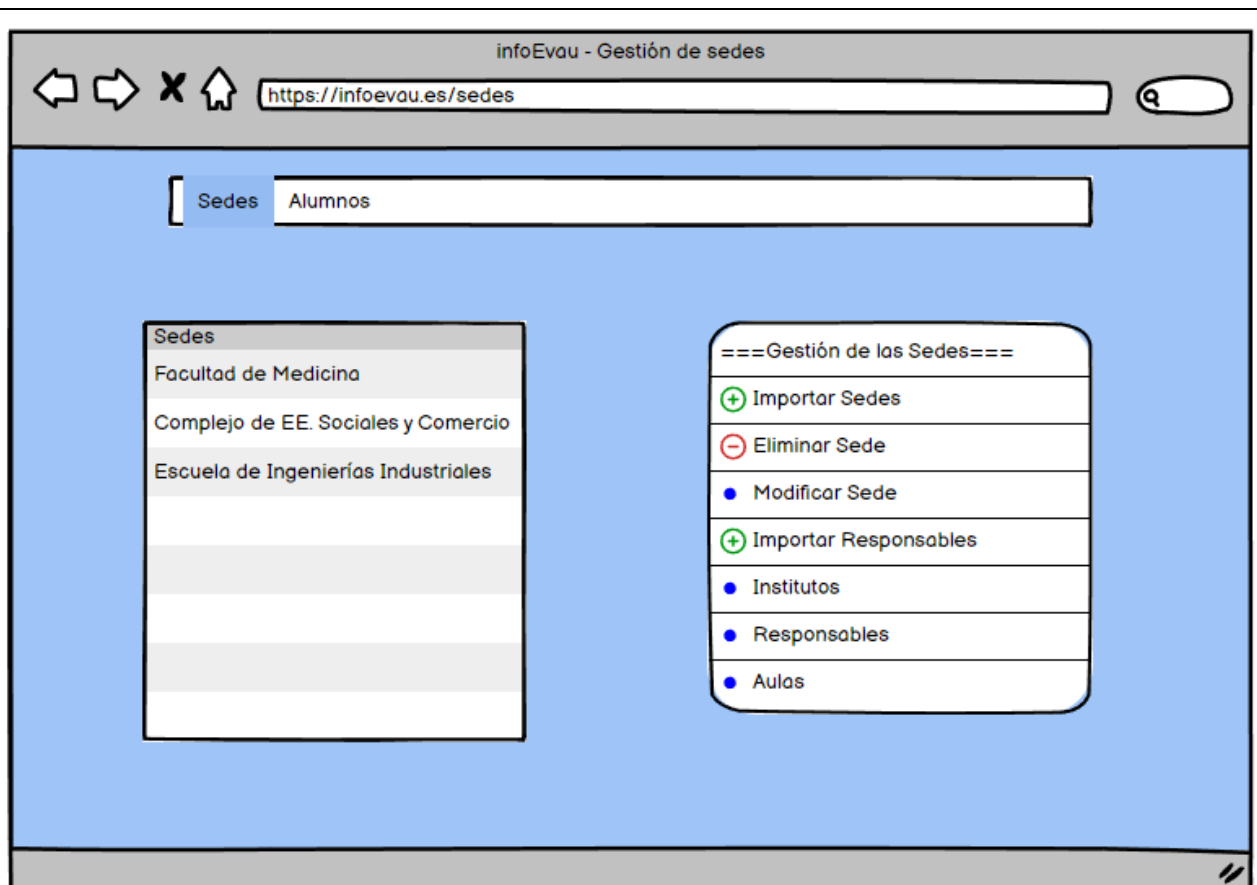 infoEvau - Gestión de sedes
https://infoevau.es/sedes
Sedes Alumnos
Sedes
Facultad de Medicina
Complejo de EE. Sociales y Comercio
Escuela de Ingenierías Industriales
===Gestión de las Sedes===
Importar Sedes
Eliminar Sede
Modificar Sede
Importar Responsables
Institutos
Responsables
Aulas